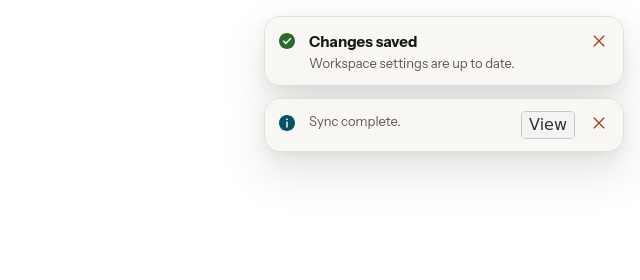 Changes saved
Workspace settings are up to date.
Sync complete.
View